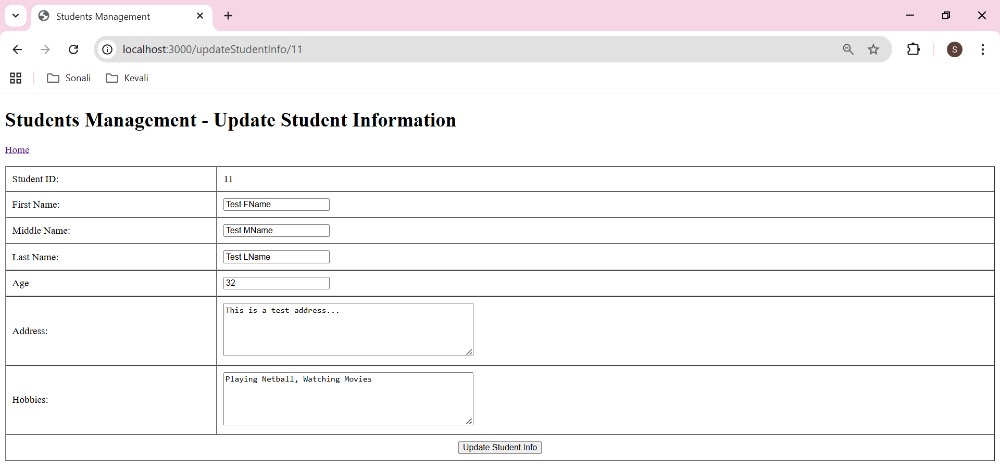 Students Management
localhost:3000/updateStudentInfo/11
S
Sonali Kevali
Students Management - Update Student Information
Home
Student ID: 11
First Name: Test FName
Middle Name: Test MName
Last Name: Test LName
Age 32
Address: This is a test address...
Hobbies: Playing Netball, Watching Movies
Update Student Info